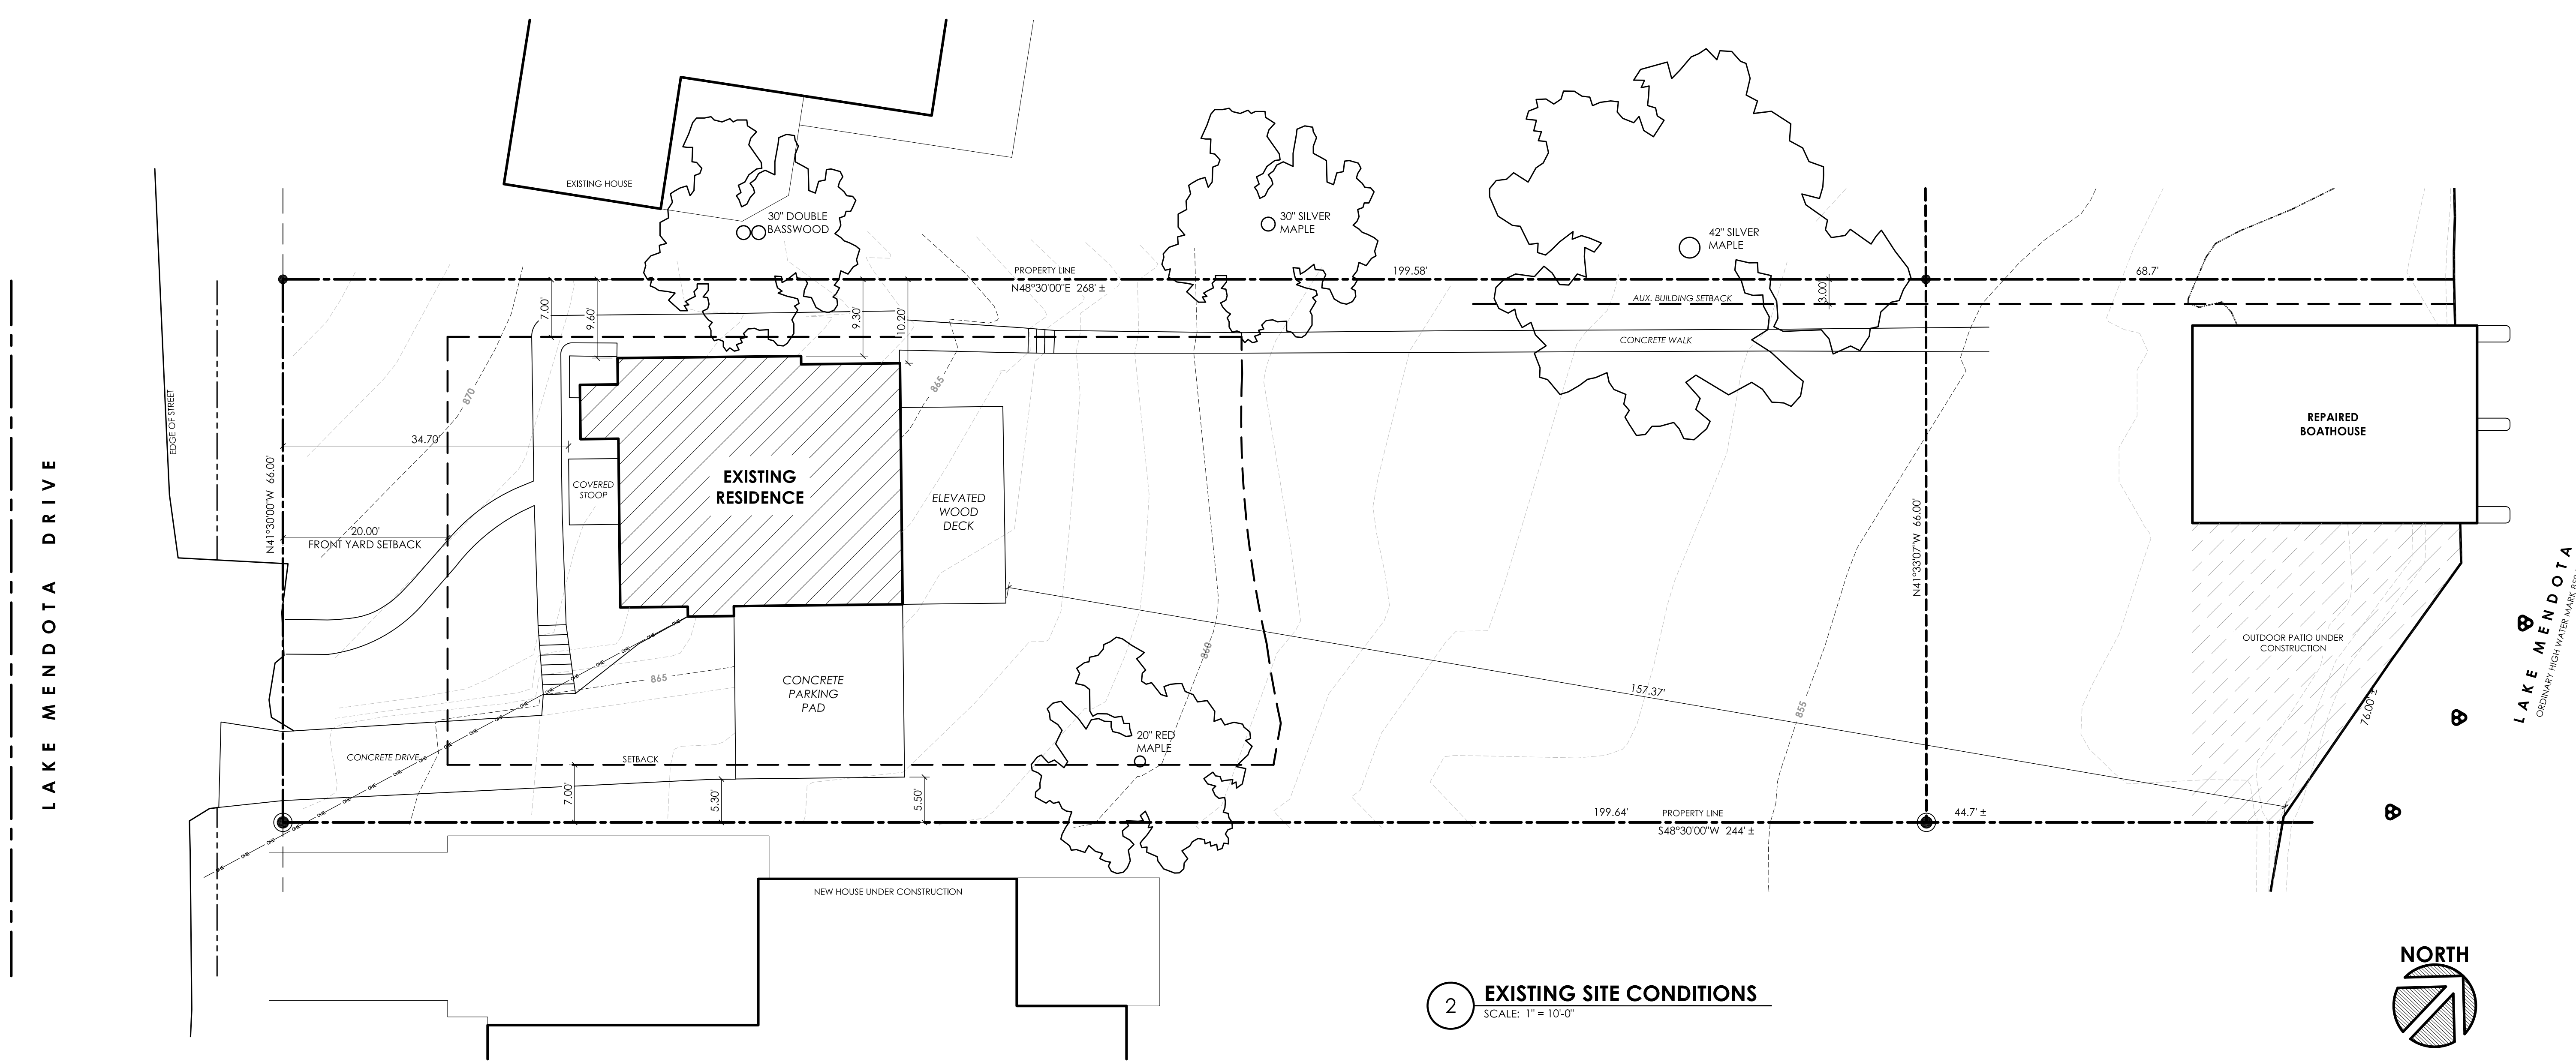 EXISTING HOUSE
30" DOUBLE
BASSWOOD
30" SILVER
MAPLE
42" SILVER
MAPLE
PROPERTY LINE
N48°30'00"E 268' ±
199.58'
68.7'
AUX. BUILDING SETBACK
3.00'
7.00'
9.60'
9.30'
10.20'
CONCRETE WALK
870
865
EDGE OF STREET
34.70'
LAKE MENDOTA DRIVE
N41°30'00"W 66.00'
20.00'
FRONT YARD SETBACK
COVERED
STOOP
EXISTING
RESIDENCE
ELEVATED
WOOD
DECK
REPAIRED
BOATHOUSE
N41°33'07"W 66.00'
860
865
CONCRETE
PARKING
PAD
157.37'
855
OUTDOOR PATIO UNDER
CONSTRUCTION
76.00' ±
LAKE MENDOTA
ORDINARY HIGH WATER MARK
20" RED
MAPLE
CONCRETE DRIVE
SETBACK
7.00'
5.30'
5.50'
199.64'
PROPERTY LINE
S48°30'00"W 244' ±
44.7' ±
NEW HOUSE UNDER CONSTRUCTION
2
EXISTING SITE CONDITIONS
SCALE: 1" = 10'-0"
NORTH